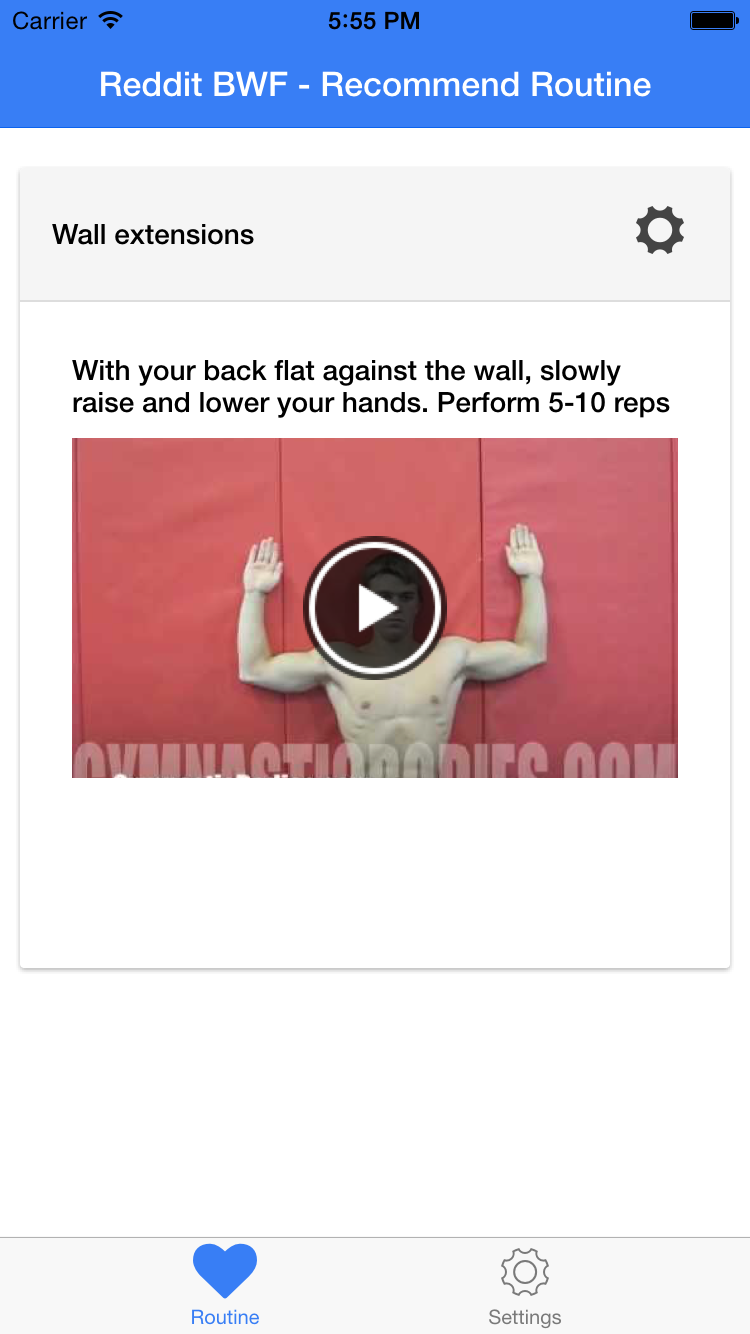 Carrier
5:55 PM
Reddit BWF - Recommend Routine
Wall extensions
With your back flat against the wall, slowly
raise and lower your hands. Perform 5-10 reps
GYMNASTICBODIES.COM
Routine
Settings